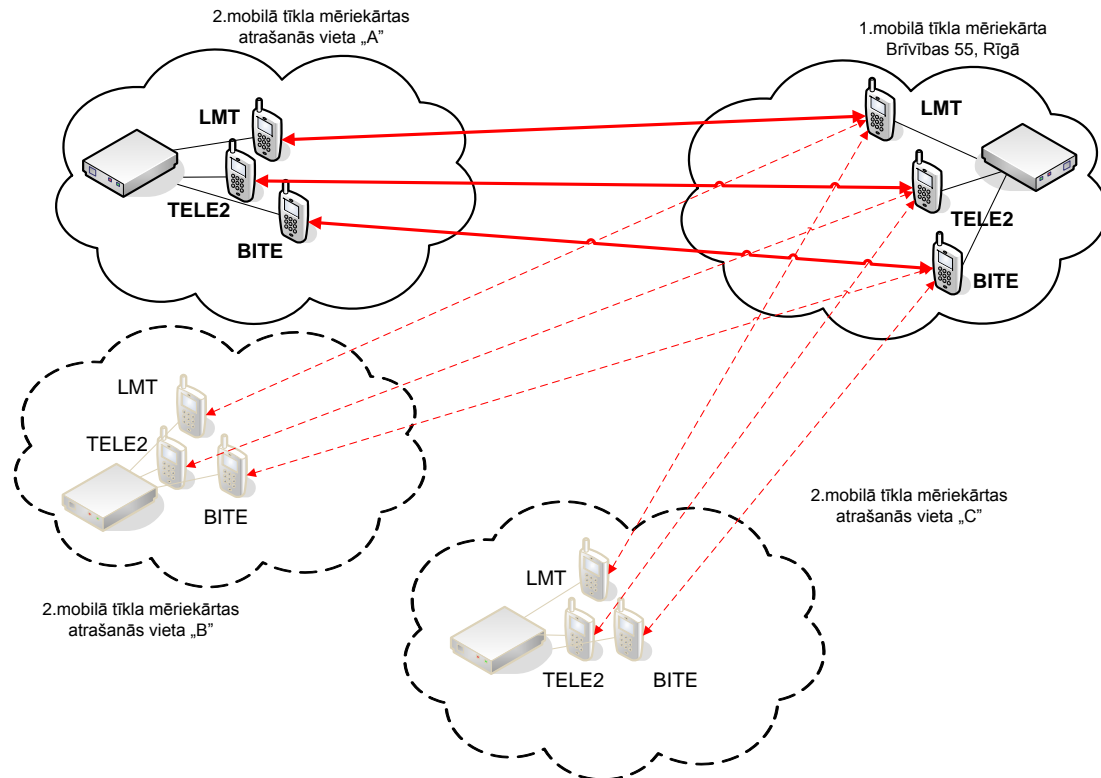 2.mobilā tīkla mēriekārtas
atrašanās vieta „A”
1.mobilā tīkla mēriekārta
Brīvības 55, Rīgā
LMT
TELE2
BITE
LMT
TELE2
BITE
LMT
TELE2
BITE
2.mobilā tīkla mēriekārtas
atrašanās vieta „B”
2.mobilā tīkla mēriekārtas
atrašanās vieta „C”
LMT
TELE2
BITE